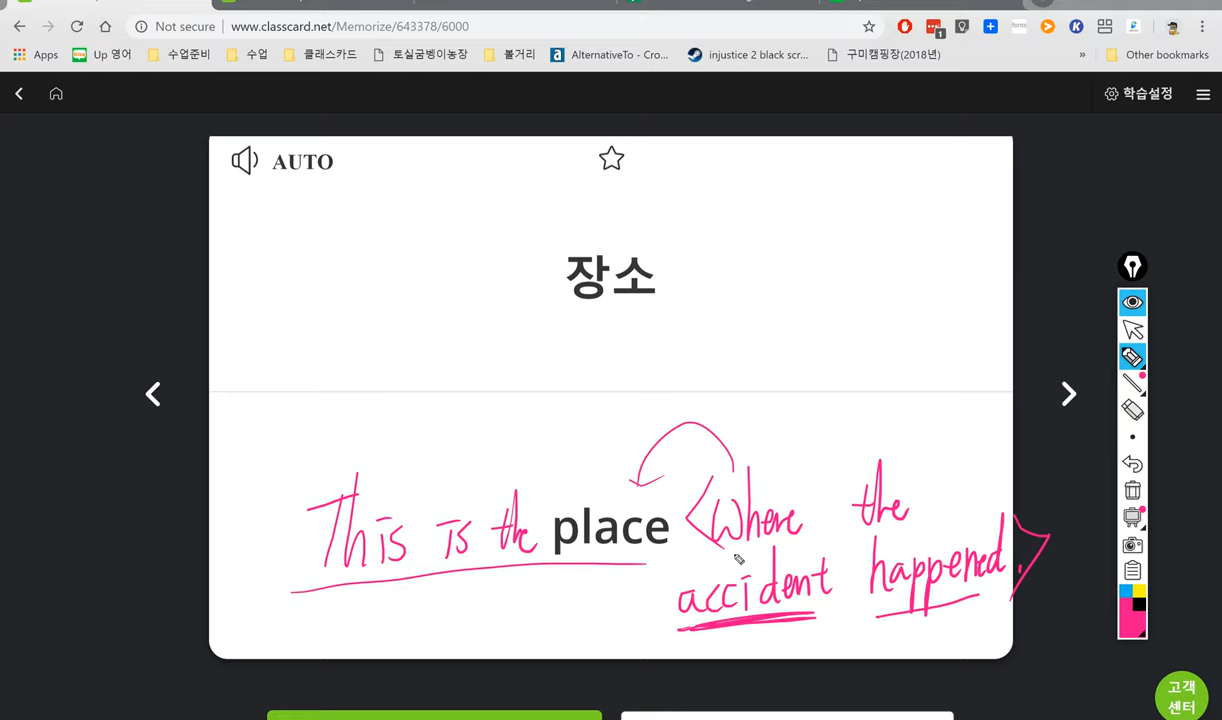 Not secure www.classcard.net/Memorize/643378/6000
fonts
1
Apps Up 영어 수업준비 수업 클래스카드 토실굼벵이농장 볼거리 AlternativeTo - Cro... injustice 2 black scr... 구미캠핑장(2018년) » Other bookmarks
학습설정
AUTO
장소
This is the place <where the
accident happened.>
고객
센터